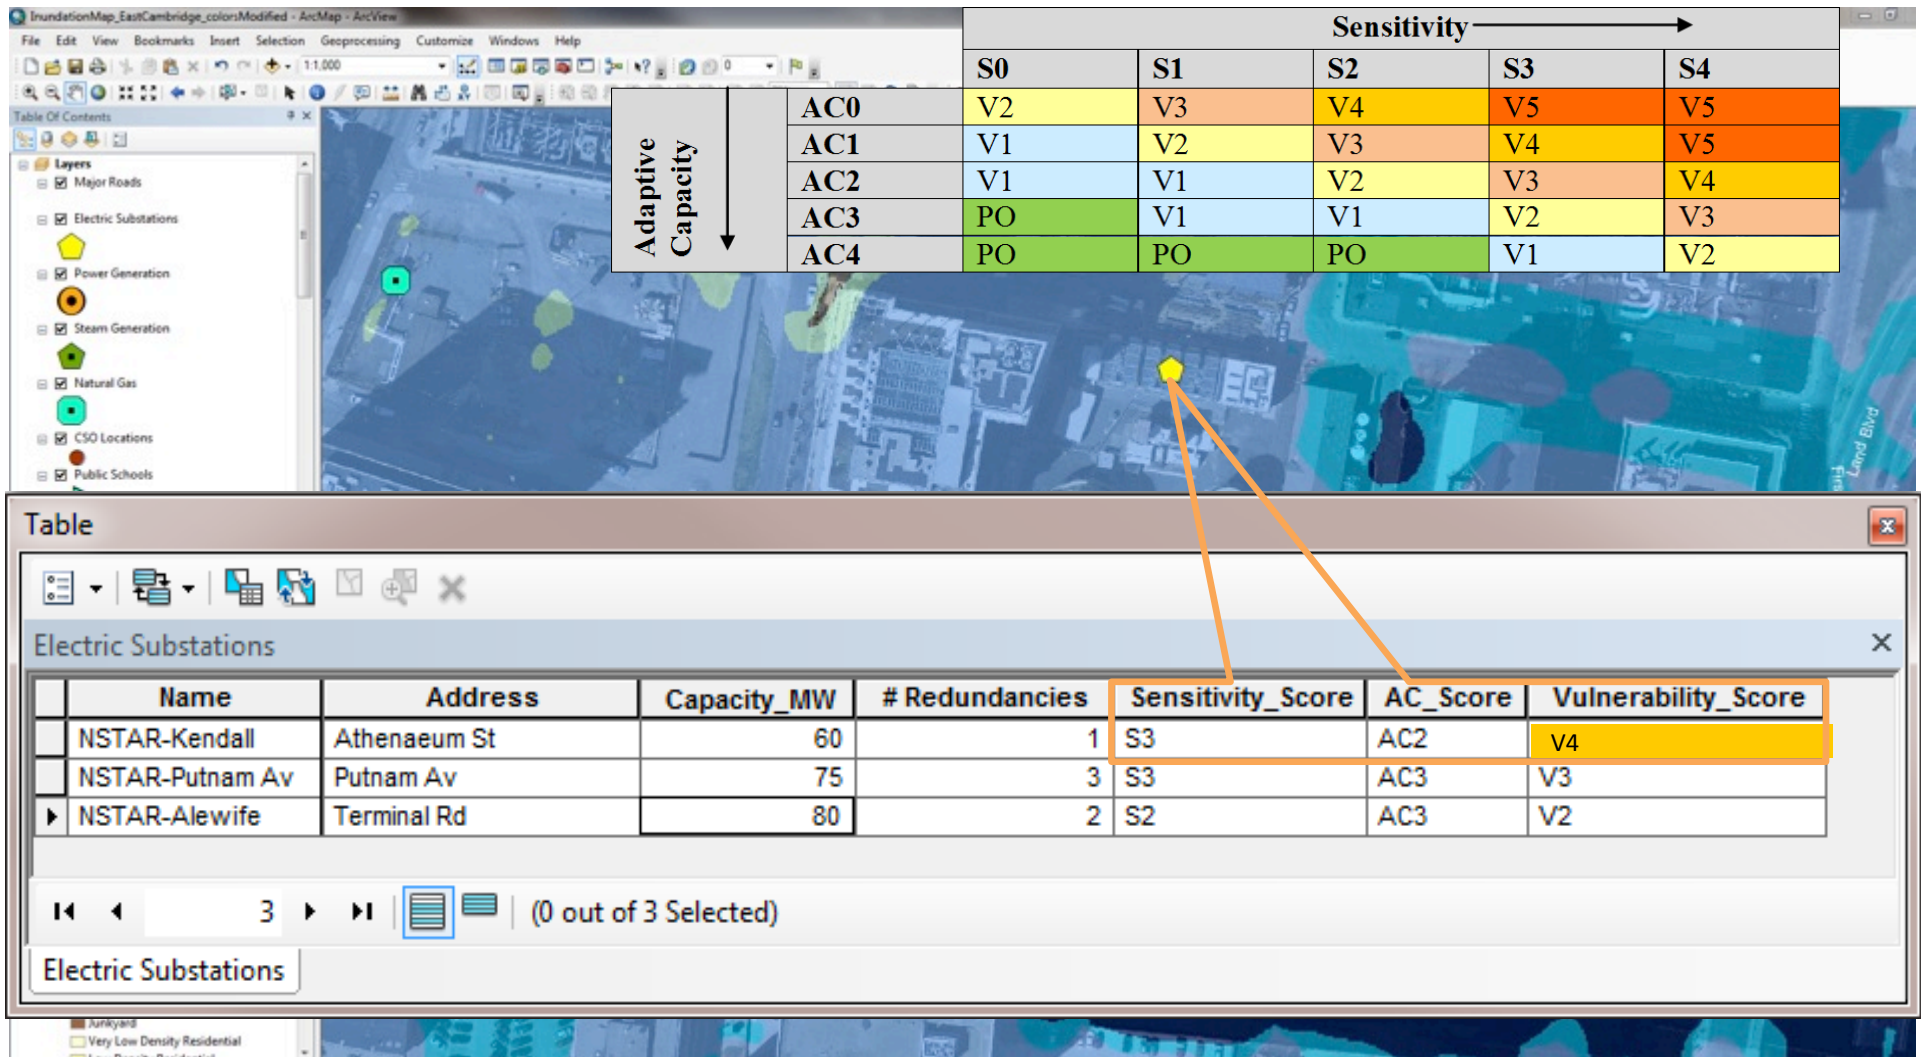 InundationMap_EastCambridge_colorsModified - ArcMap - ArcView
File Edit View Bookmarks Insert Selection Geoprocessing Customize Windows Help
1:1,000
0
Table Of Contents
Layers
Major Roads
Electric Substations
Power Generation
Steam Generation
Natural Gas
CSO Locations
Public Schools
Sensitivity
S0 S1 S2 S3 S4
Adaptive
Capacity
AC0 V2 V3 V4 V5 V5
AC1 V1 V2 V3 V4 V5
AC2 V1 V1 V2 V3 V4
AC3 PO V1 V1 V2 V3
AC4 PO PO PO V1 V2
Land Blvd
Table
Electric Substations
Name Address Capacity_MW # Redundancies Sensitivity_Score AC_Score Vulnerability_Score
NSTAR-Kendall Athenaeum St 60 1 S3 AC2 V4
NSTAR-Putnam Av Putnam Av 75 3 S3 AC3 V3
NSTAR-Alewife Terminal Rd 80 2 S2 AC3 V2
3 (0 out of 3 Selected)
Electric Substations
Junkyard
Very Low Density Residential
Low Density Residential